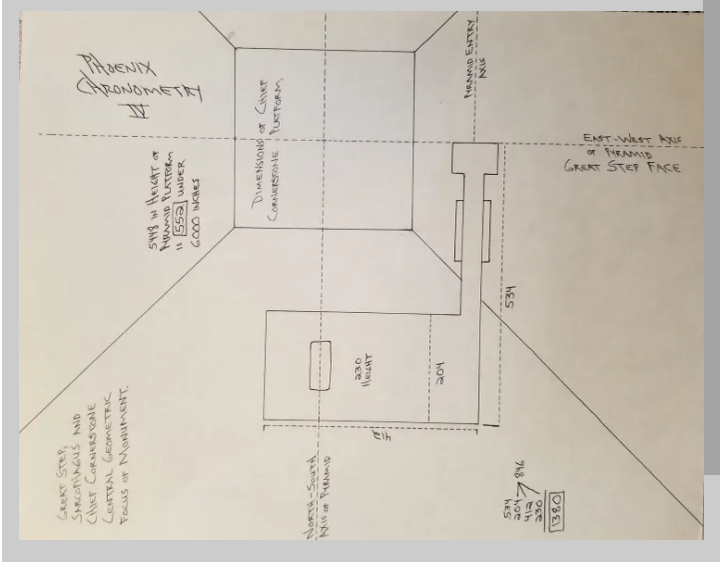 PHOENIX
CHRONOMETRY
IV
5448 IN HEIGHT OF
PYRAMID PLATFORM
IS 552 UNDER
6000 INCHES
DIMENSIONS OF CHIEF
CORNERSTONE PLATFORM
PYRAMID ENTRY
AXIS
EAST-WEST AXIS
OF PYRAMID
GREAT STEP FACE
534
230
HEIGHT
204
412
GREAT STEP,
SARCOPHAGUS AND
CHIEF CORNERSTONE
CENTRAL GEOMETRIC
FOCUS OF MONUMENT.
NORTH-SOUTH
AXIS OF PYRAMID
534
204
412
230
1380
846